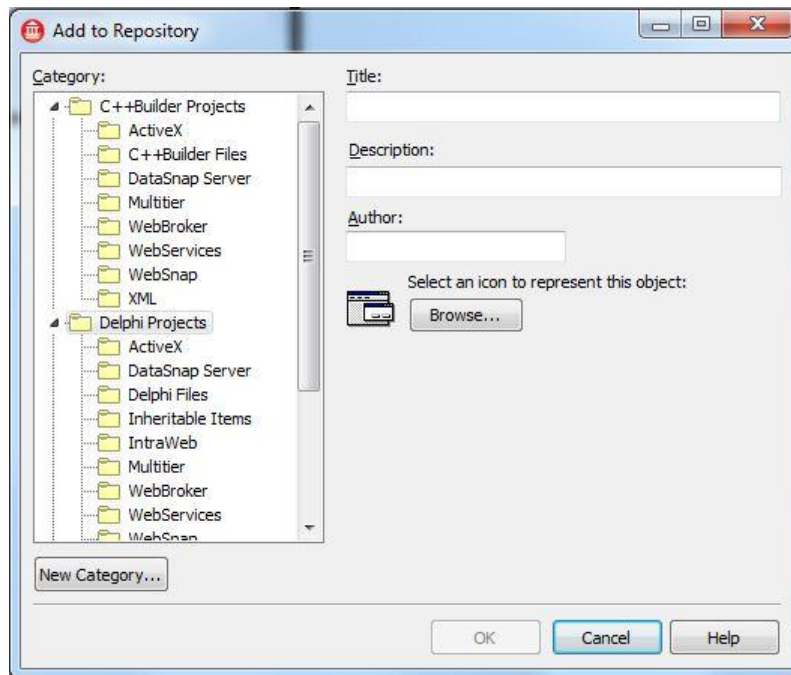 Add to Repository
Category:
C++Builder Projects
ActiveX
C++Builder Files
DataSnap Server
Multitier
WebBroker
WebServices
WebSnap
XML
Delphi Projects
ActiveX
DataSnap Server
Delphi Files
Inheritable Items
IntraWeb
Multitier
WebBroker
WebServices
WebSnap
New Category...
Title:
Description:
Author:
Select an icon to represent this object:
Browse...
OK
Cancel
Help